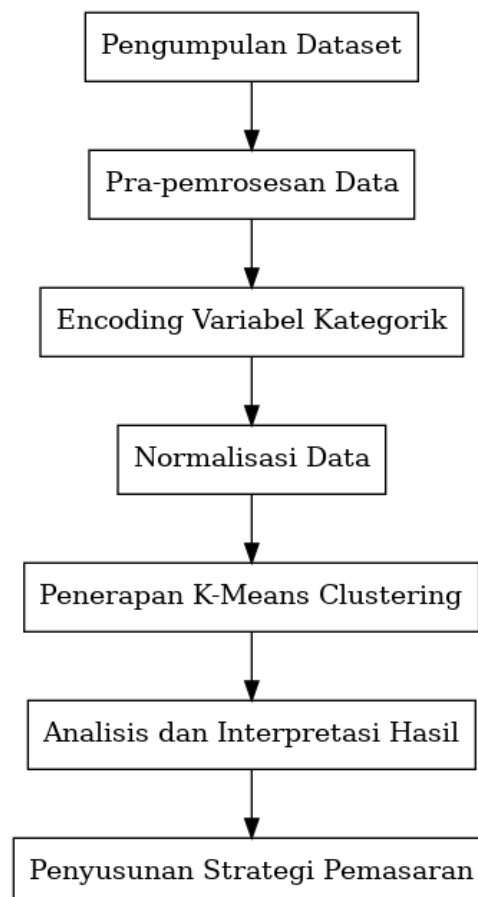 Pengumpulan Dataset
Pra-pemrosesan Data
Encoding Variabel Kategorik
Normalisasi Data
Penerapan K-Means Clustering
Analisis dan Interpretasi Hasil
Penyusunan Strategi Pemasaran